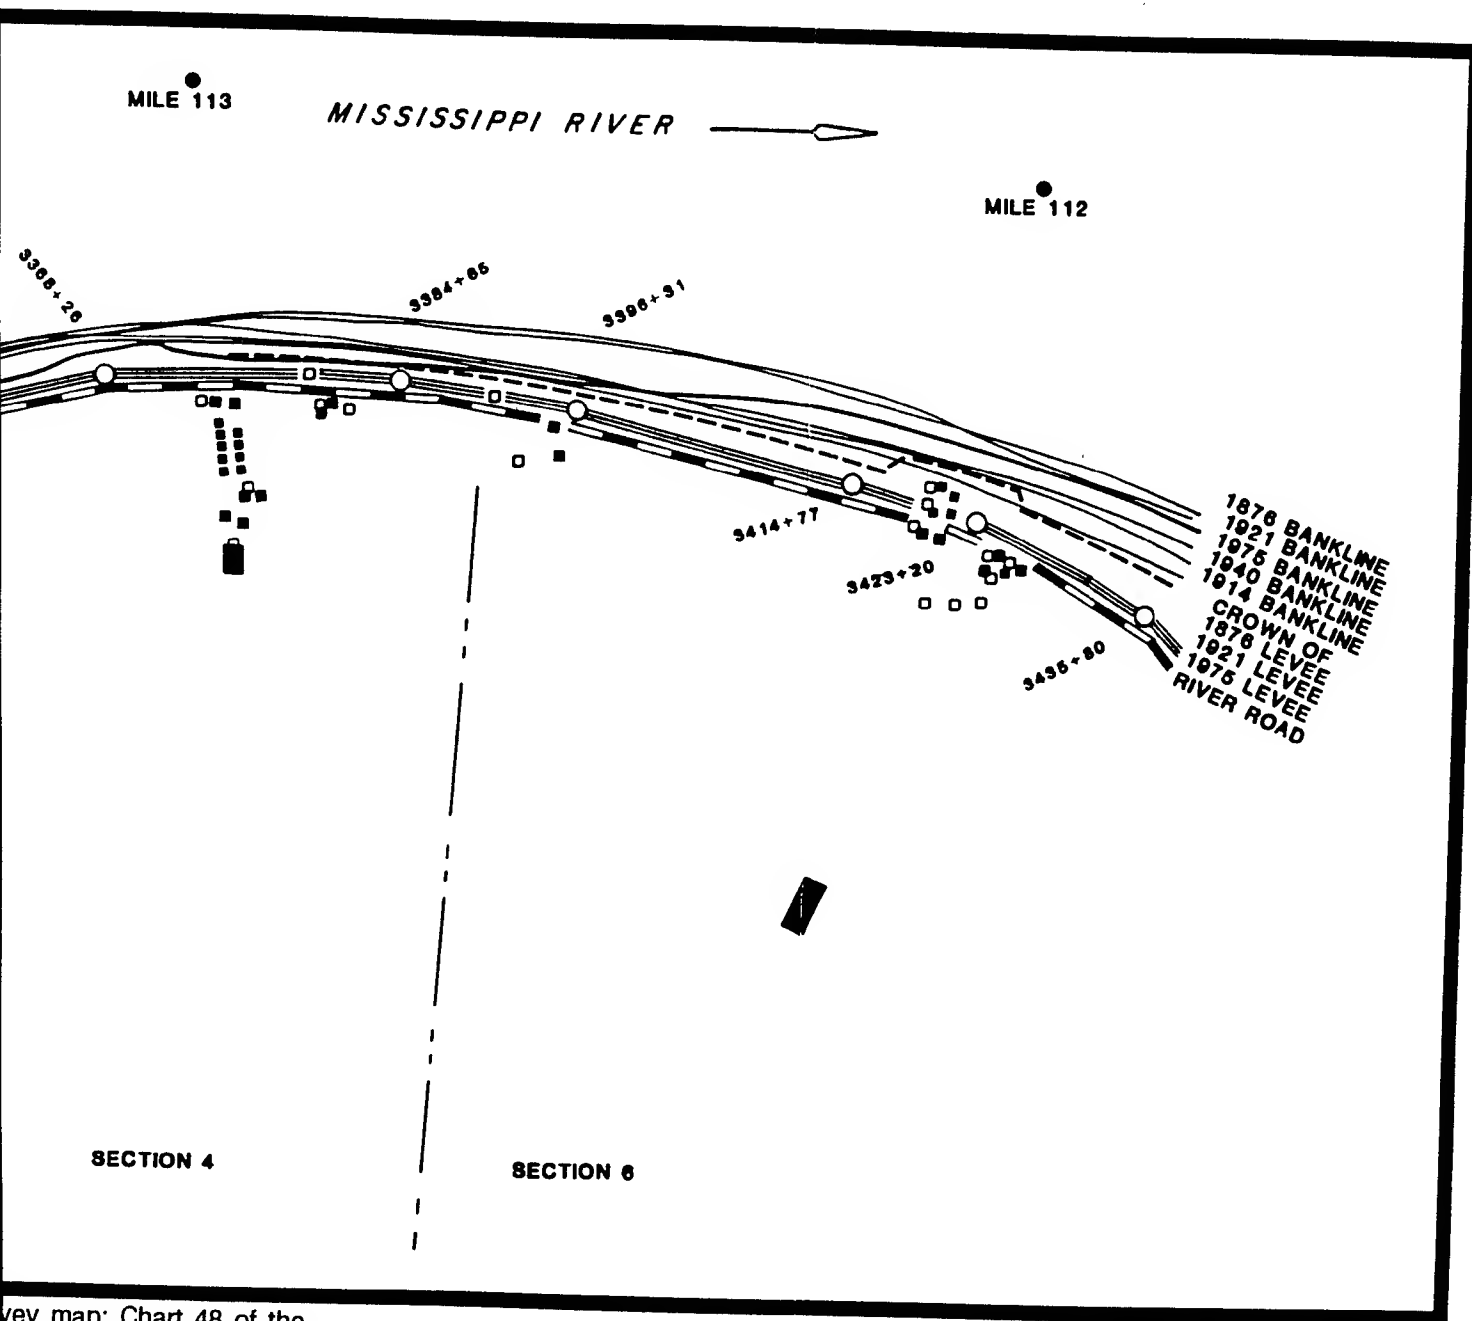 MILE 113
MISSISSIPPI RIVER
MILE 112
3368+26
3384+65
3396+31
3414+77
3423+20
3435+80
1876 BANKLINE
1921 BANKLINE
1975 BANKLINE
1940 BANKLINE
1914 BANKLINE
CROWN OF
1876 LEVEE
1921 LEVEE
1975 LEVEE
RIVER ROAD
SECTION 4
SECTION 6
vey map: Chart 48 of the